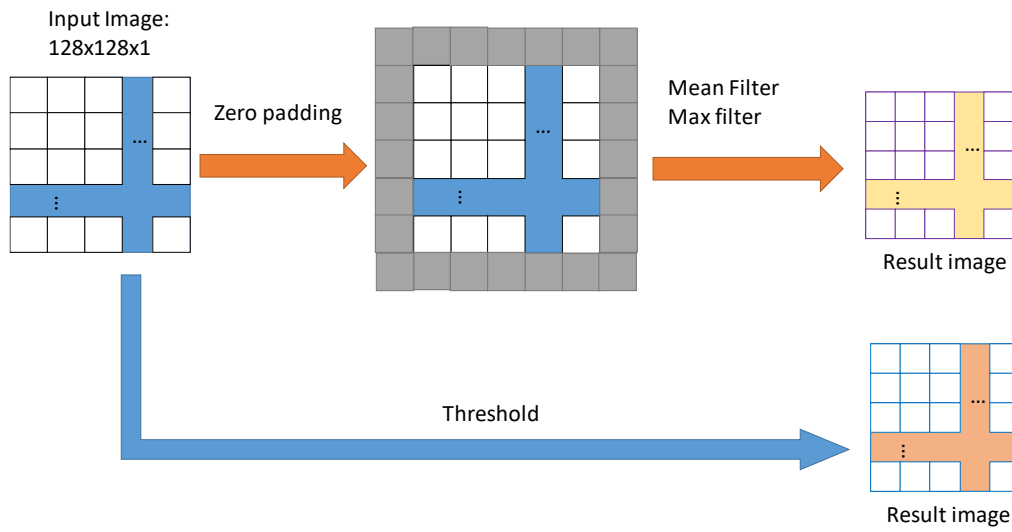 Input Image:
128x128x1
Zero padding
Mean Filter
Max filter
...
...
...
...
...
...
Result image
Threshold
...
...
Result image